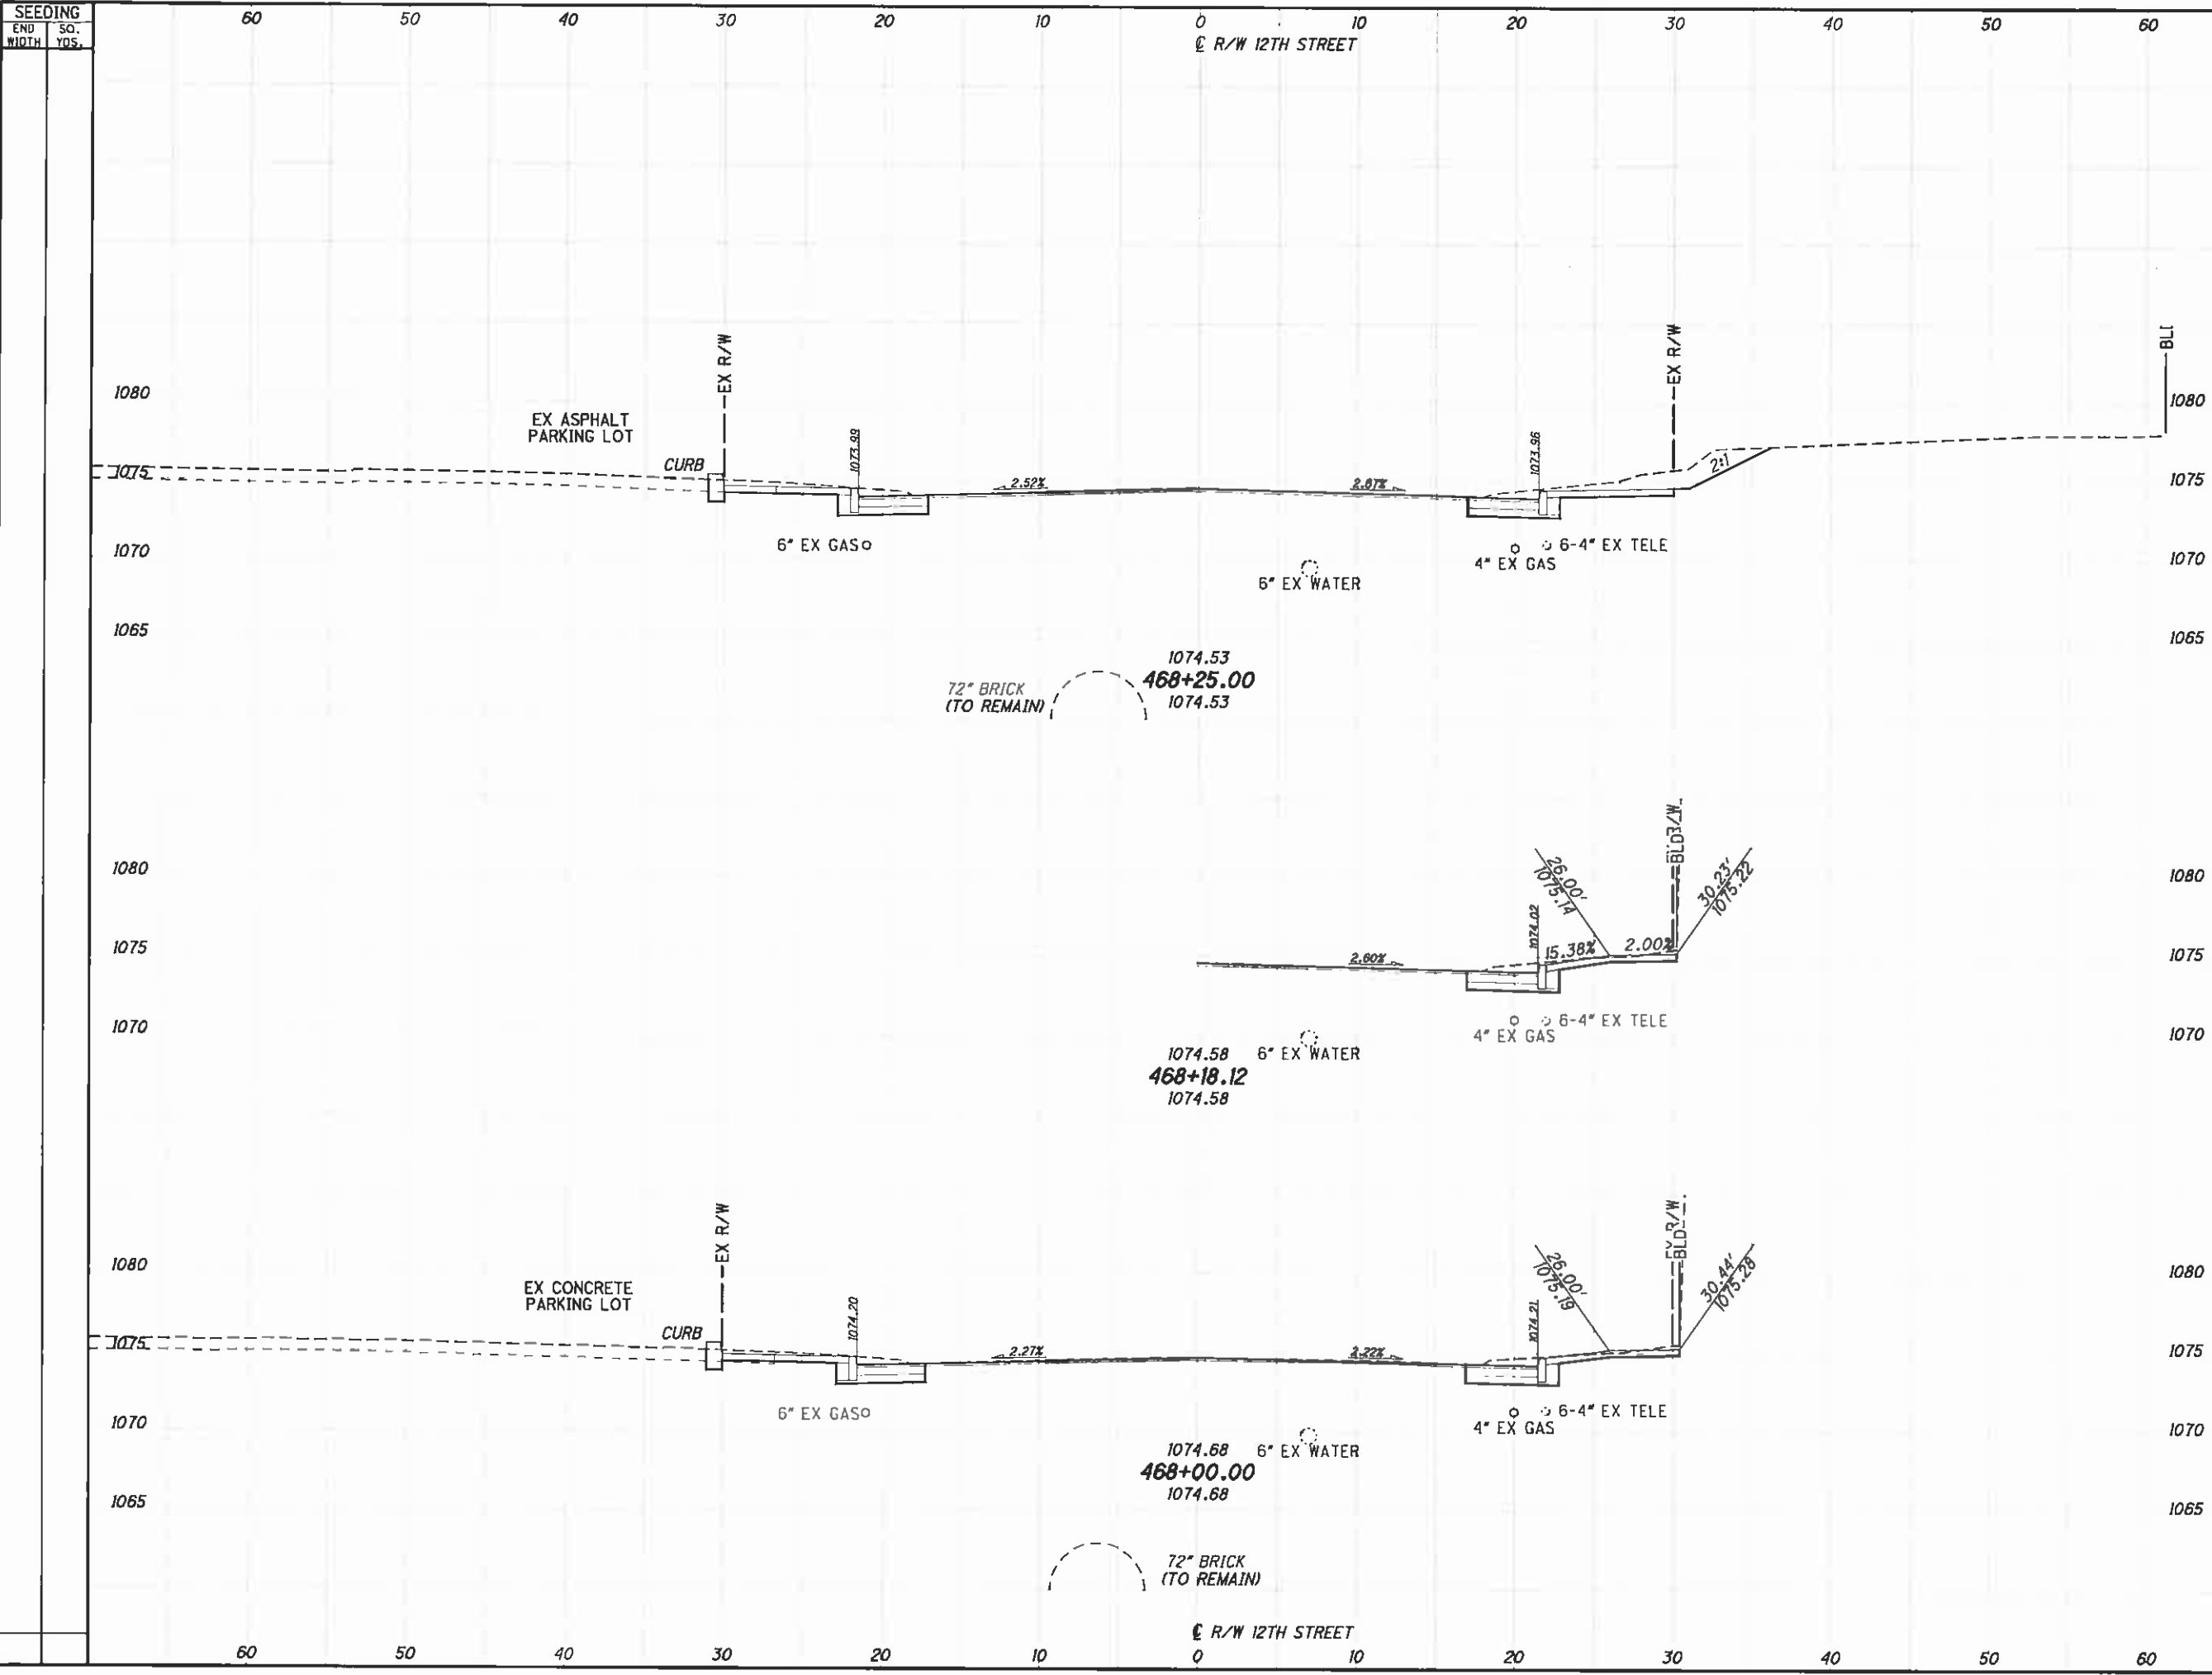 SEEDING
END WIDTH
SQ. YDS.
60 50 40 30 20 10 0 10 20 30 40 50 60
℄ R/W 12TH STREET
EX R/W
EX R/W
1080
1080
EX ASPHALT
PARKING LOT
CURB
1073.99
1073.96
1075
2.52%
2.67%
2:1
1075
6" EX GAS
4" EX GAS
6-4" EX TELE
1070
1070
6" EX WATER
1065
1065
1074.53
468+25.00
1074.53
72" BRICK
(TO REMAIN)
1080
1080
26.00'
1075.14
30.23'
1075.22
1074.02
1075
2.60%
15.38%
2.00%
1075
1070
4" EX GAS
6-4" EX TELE
1070
6" EX WATER
1074.58
468+18.12
1074.58
EX R/W
1080
1080
EX CONCRETE
PARKING LOT
CURB
1074.20
1074.21
26.00'
1075.19
30.44'
1075.28
1075
2.27%
2.22%
1075
6" EX GAS
4" EX GAS
6-4" EX TELE
1070
1070
6" EX WATER
1074.68
468+00.00
1074.68
1065
1065
72" BRICK
(TO REMAIN)
℄ R/W 12TH STREET
60 50 40 30 20 10 0 10 20 30 40 50 60